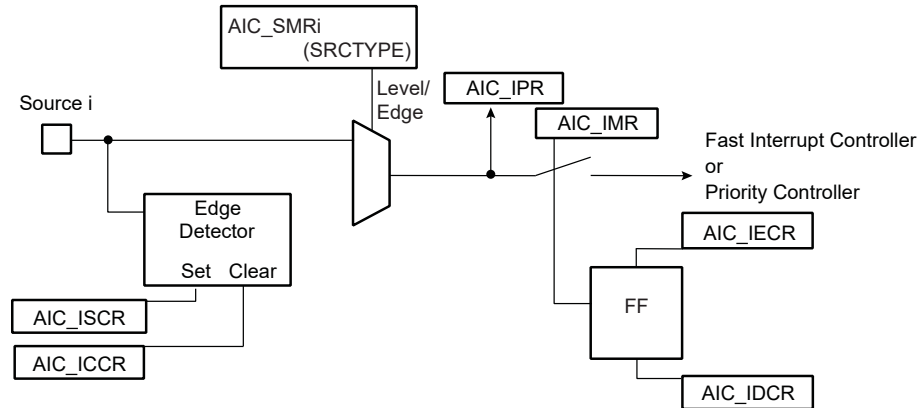 AIC_SMRi
(SRCTYPE)
Source i
Level/
Edge
AIC_IPR
AIC_IMR
Fast Interrupt Controller
or
Priority Controller
Edge
Detector
Set Clear
AIC_IECR
FF
AIC_ISCR
AIC_ICCR
AIC_IDCR